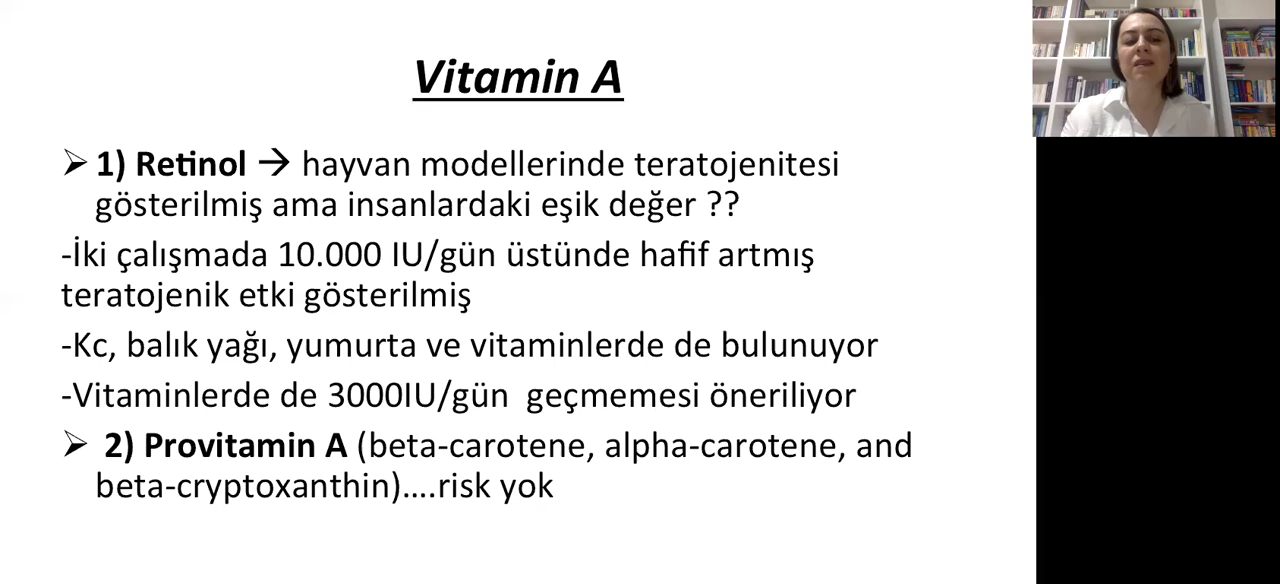 Vitamin A
➢ 1) Retinol → hayvan modellerinde teratojenitesi
gösterilmiş ama insanlardaki eşik değer ??
-İki çalışmada 10.000 IU/gün üstünde hafif artmış
teratojenik etki gösterilmiş
-Kc, balık yağı, yumurta ve vitaminlerde de bulunuyor
-Vitaminlerde de 3000IU/gün geçmemesi öneriliyor
➢ 2) Provitamin A (beta-carotene, alpha-carotene, and
beta-cryptoxanthin)....risk yok